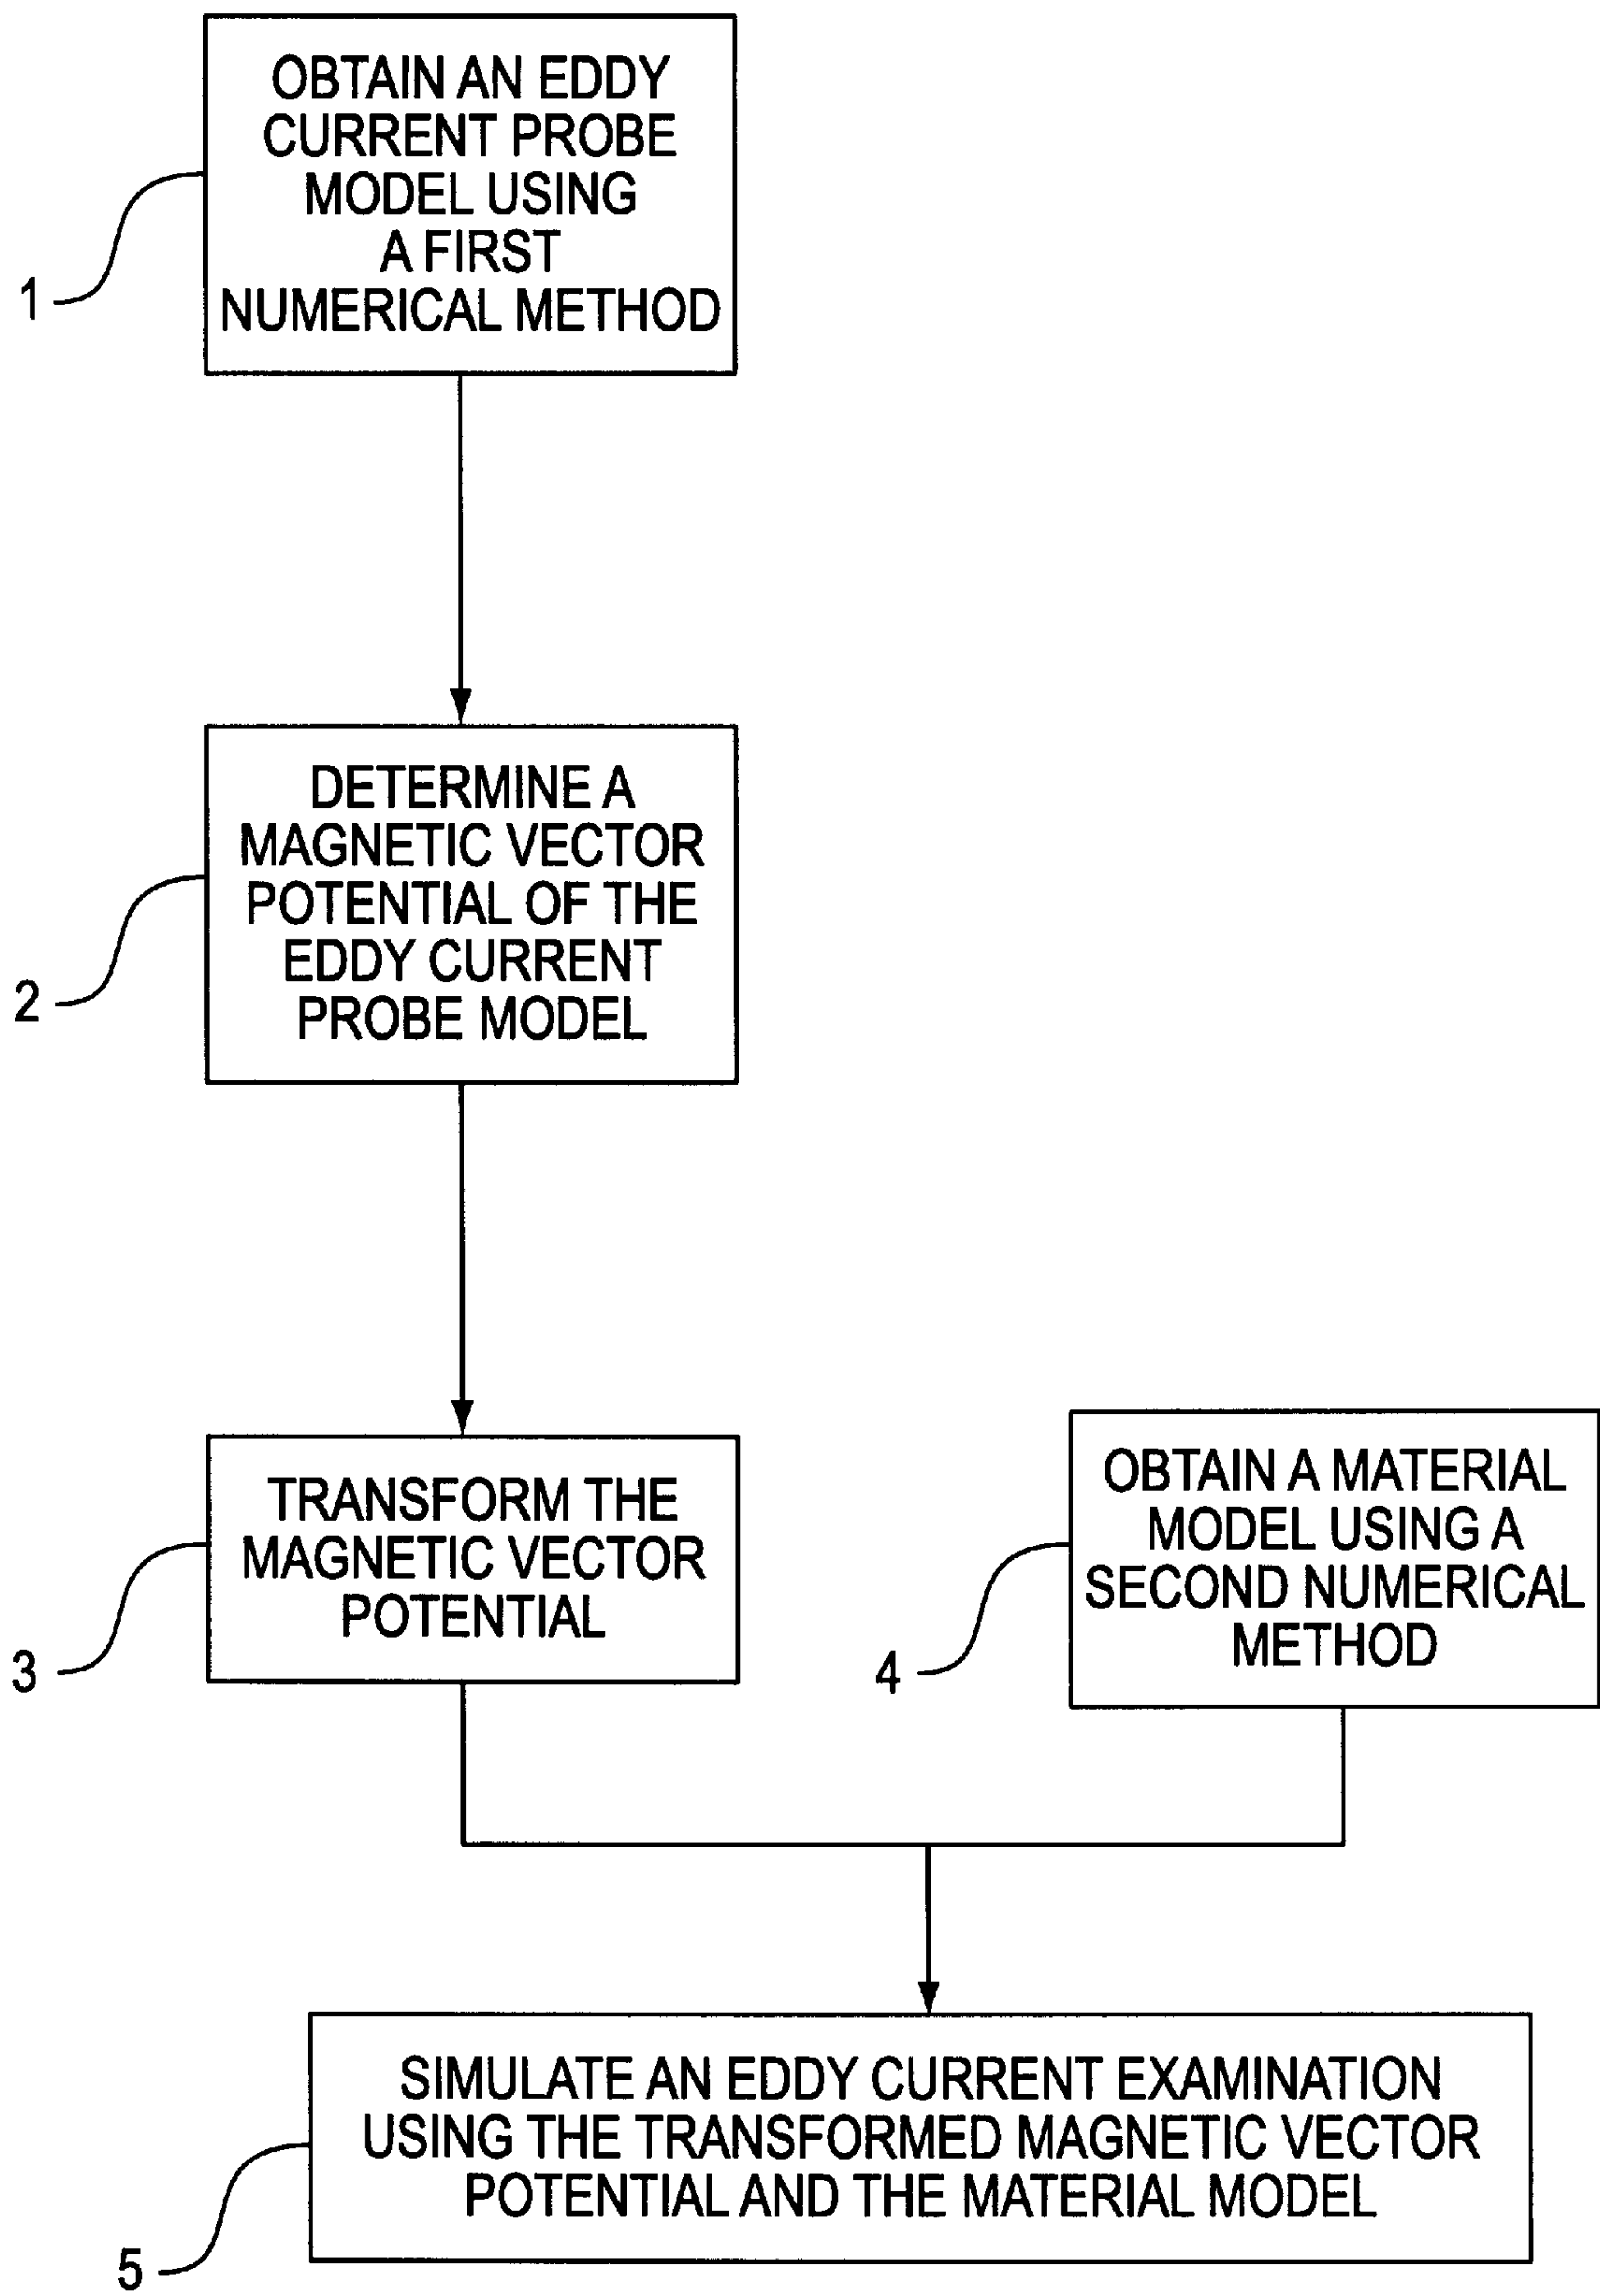 OBTAIN AN EDDY
CURRENT PROBE
MODEL USING
A FIRST
NUMERICAL METHOD
1
DETERMINE A
MAGNETIC VECTOR
POTENTIAL OF THE
EDDY CURRENT
PROBE MODEL
2
TRANSFORM THE
MAGNETIC VECTOR
POTENTIAL
3
OBTAIN A MATERIAL
MODEL USING A
SECOND NUMERICAL
METHOD
4
SIMULATE AN EDDY CURRENT EXAMINATION
USING THE TRANSFORMED MAGNETIC VECTOR
POTENTIAL AND THE MATERIAL MODEL
5